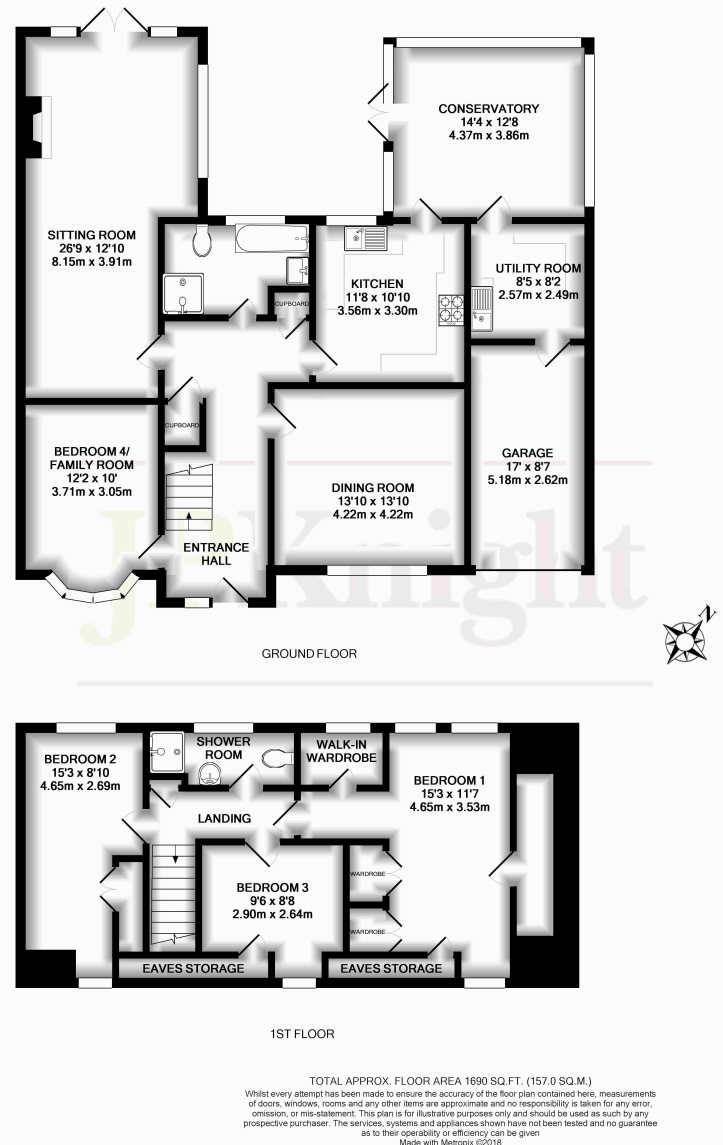 CONSERVATORY
14'4 x 12'8
4.37m x 3.86m
SITTING ROOM
26'9 x 12'10
8.15m x 3.91m
KITCHEN
11'8 x 10'10
3.56m x 3.30m
UTILITY ROOM
8'5 x 8'2
2.57m x 2.49m
CUPBOARD
CUPBOARD
BEDROOM 4/
FAMILY ROOM
12'2 x 10'
3.71m x 3.05m
DINING ROOM
13'10 x 13'10
4.22m x 4.22m
GARAGE
17' x 8'7
5.18m x 2.62m
ENTRANCE
HALL
JPKnight
N
GROUND FLOOR
BEDROOM 2
15'3 x 8'10
4.65m x 2.69m
SHOWER
ROOM
WALK-IN
WARDROBE
BEDROOM 1
15'3 x 11'7
4.65m x 3.53m
LANDING
BEDROOM 3
9'6 x 8'8
2.90m x 2.64m
WARDROBE
WARDROBE
EAVES STORAGE
EAVES STORAGE
1ST FLOOR
TOTAL APPROX. FLOOR AREA 1690 SQ.FT. (157.0 SQ.M.)
Whilst every attempt has been made to ensure the accuracy of the floor plan contained here, measurements
of doors, windows, rooms and any other items are approximate and no responsibility is taken for any error,
omission, or mis-statement. This plan is for illustrative purposes only and should be used as such by any
prospective purchaser. The services, systems and appliances shown have not been tested and no guarantee
as to their operability or efficiency can be given
Made with Metropix ©2018